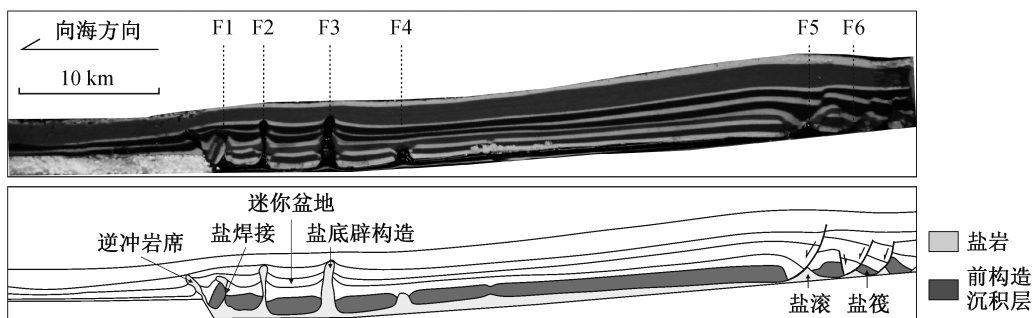 向海方向
F1 F2 F3 F4 F5 F6
10 km
迷你盆地
盐焊接 盐底辟构造
逆冲岩席
盐滚 盐筏
盐岩
前构造
沉积层